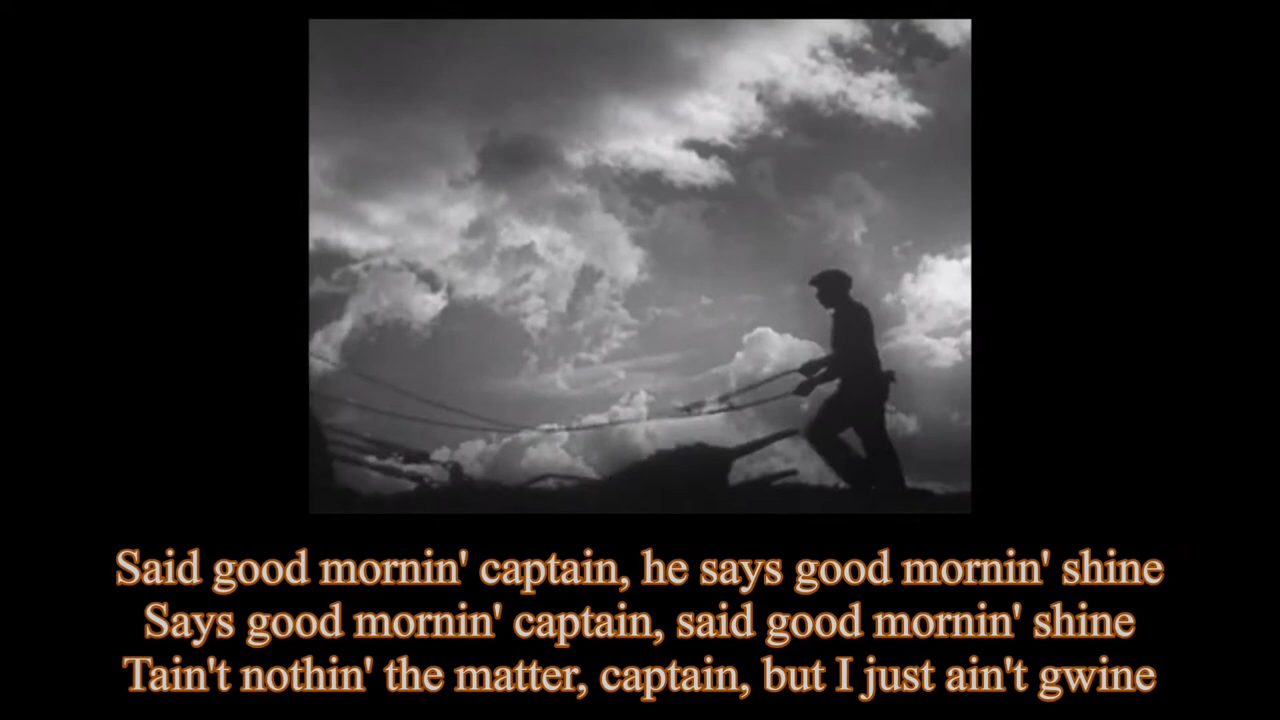 Said good mornin' captain, he says good mornin' shine
Says good mornin' captain, said good mornin' shine
Tain't nothin' the matter, captain, but I just ain't gwine